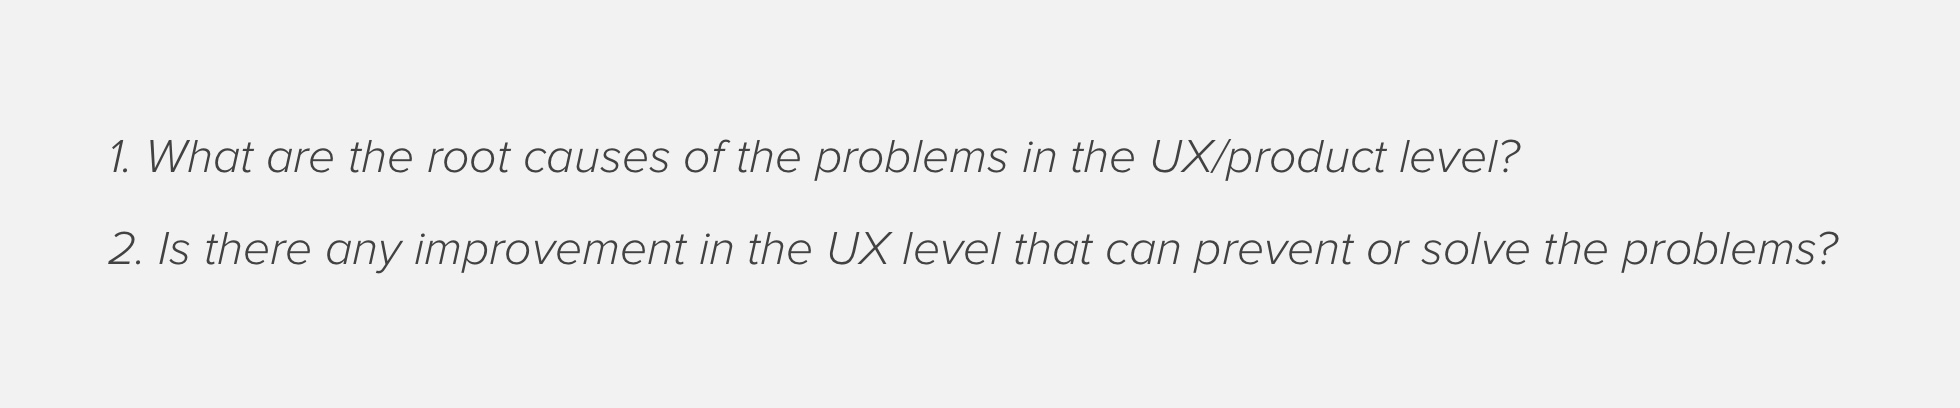 1. What are the root causes of the problems in the UX/product level?
2. Is there any improvement in the UX level that can prevent or solve the problems?